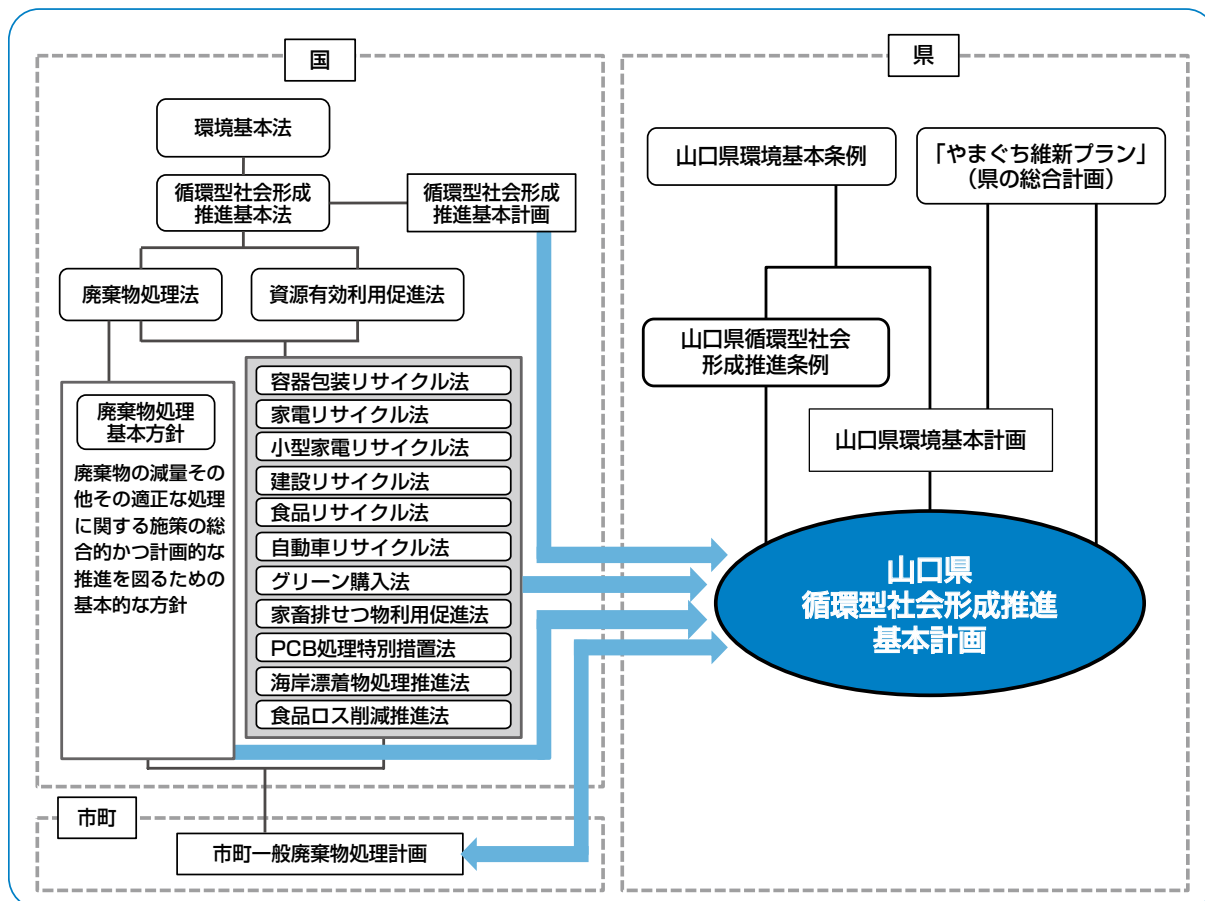 国
環境基本法
循環型社会形成
推進基本法
循環型社会形成
推進基本計画
廃棄物処理法
資源有効利用促進法
廃棄物処理
基本方針
廃棄物の減量その
他その適正な処理
に関する施策の総
合的かつ計画的な
推進を図るための
基本的な方針
容器包装リサイクル法
家電リサイクル法
小型家電リサイクル法
建設リサイクル法
食品リサイクル法
自動車リサイクル法
グリーン購入法
家畜排せつ物利用促進法
PCB処理特別措置法
海岸漂着物処理推進法
食品ロス削減推進法
市町
市町一般廃棄物処理計画
県
山口県環境基本条例
「やまぐち維新プラン」
（県の総合計画）
山口県循環型社会
形成推進条例
山口県環境基本計画
山口県
循環型社会形成推進
基本計画